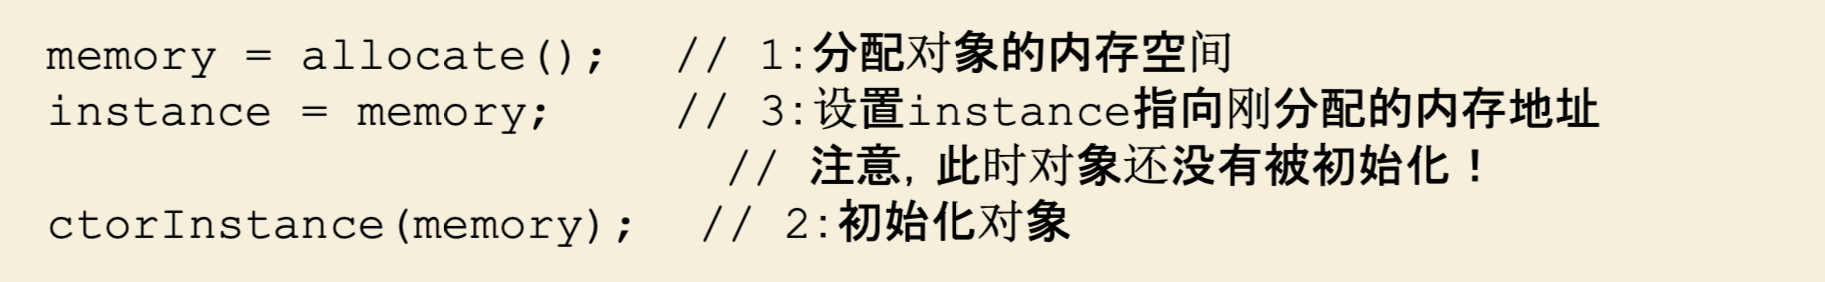 memory = allocate(); // 1:分配对象的内存空间
instance = memory; // 3:设置instance指向刚分配的内存地址
// 注意, 此时对象还没有被初始化！
ctorInstance(memory); // 2:初始化对象